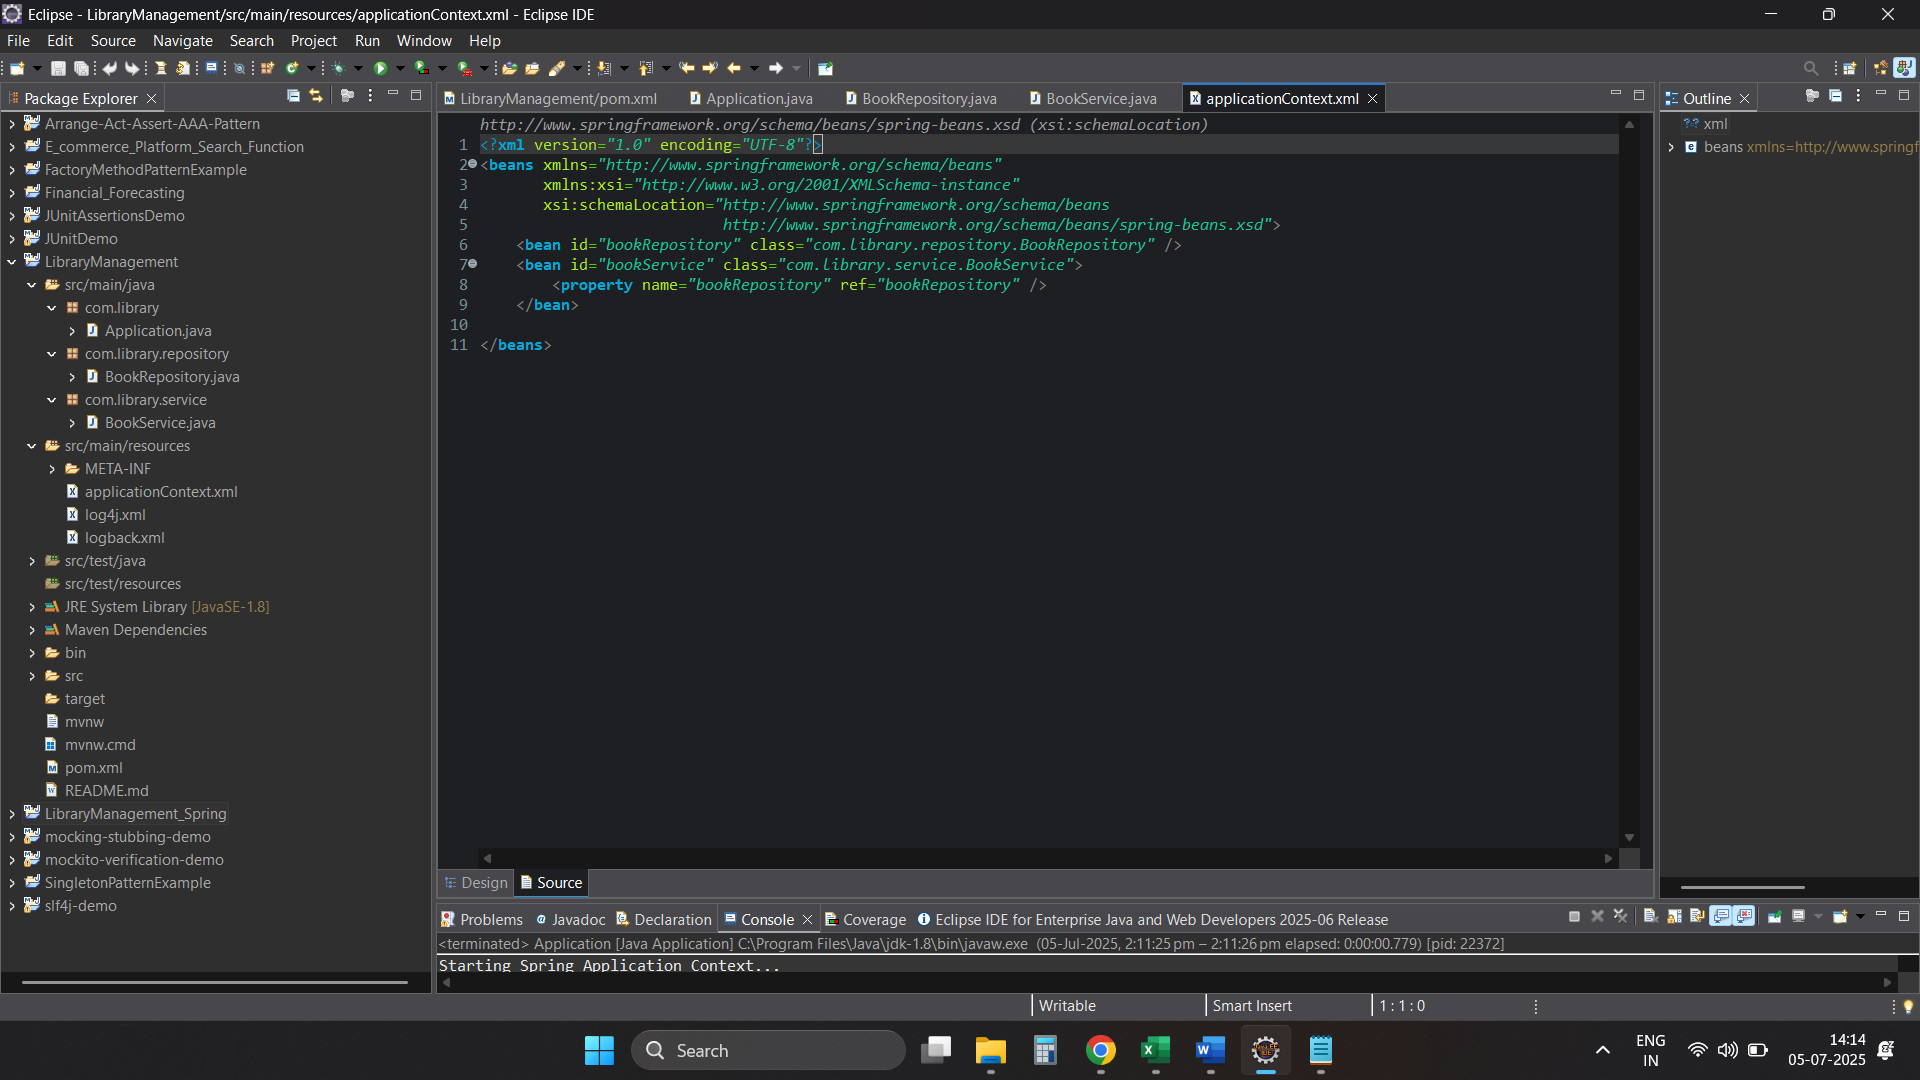 Eclipse - LibraryManagement/src/main/resources/applicationContext.xml - Eclipse IDE
File Edit Source Navigate Search Project Run Window Help
Package Explorer
LibraryManagement/pom.xml Application.java BookRepository.java BookService.java applicationContext.xml
Outline
Arrange-Act-Assert-AAA-Pattern
E_commerce_Platform_Search_Function
FactoryMethodPatternExample
Financial_Forecasting
JUnitAssertionsDemo
JUnitDemo
LibraryManagement
src/main/java
com.library
Application.java
com.library.repository
BookRepository.java
com.library.service
BookService.java
src/main/resources
META-INF
applicationContext.xml
log4j.xml
logback.xml
src/test/java
src/test/resources
JRE System Library [JavaSE-1.8]
Maven Dependencies
bin
src
target
mvnw
mvnw.cmd
pom.xml
README.md
LibraryManagement_Spring
mocking-stubbing-demo
mockito-verification-demo
SingletonPatternExample
slf4j-demo
http://www.springframework.org/schema/beans/spring-beans.xsd (xsi:schemaLocation)
1 <?xml version="1.0" encoding="UTF-8"?>
2 <beans xmlns="http://www.springframework.org/schema/beans"
3 xmlns:xsi="http://www.w3.org/2001/XMLSchema-instance"
4 xsi:schemaLocation="http://www.springframework.org/schema/beans
5 http://www.springframework.org/schema/beans/spring-beans.xsd">
6 <bean id="bookRepository" class="com.library.repository.BookRepository" />
7 <bean id="bookService" class="com.library.service.BookService">
8 <property name="bookRepository" ref="bookRepository" />
9 </bean>
10
11 </beans>
?? xml
beans xmlns=http://www.springf
Design Source
Problems Javadoc Declaration Console Coverage Eclipse IDE for Enterprise Java and Web Developers 2025-06 Release
<terminated> Application [Java Application] C:\Program Files\Java\jdk-1.8\bin\javaw.exe (05-Jul-2025, 2:11:25 pm – 2:11:26 pm elapsed: 0:00:00.779) [pid: 22372]
Starting Spring Application Context...
Writable Smart Insert 1 : 1 : 0
Search
ENG
IN
14:14
05-07-2025